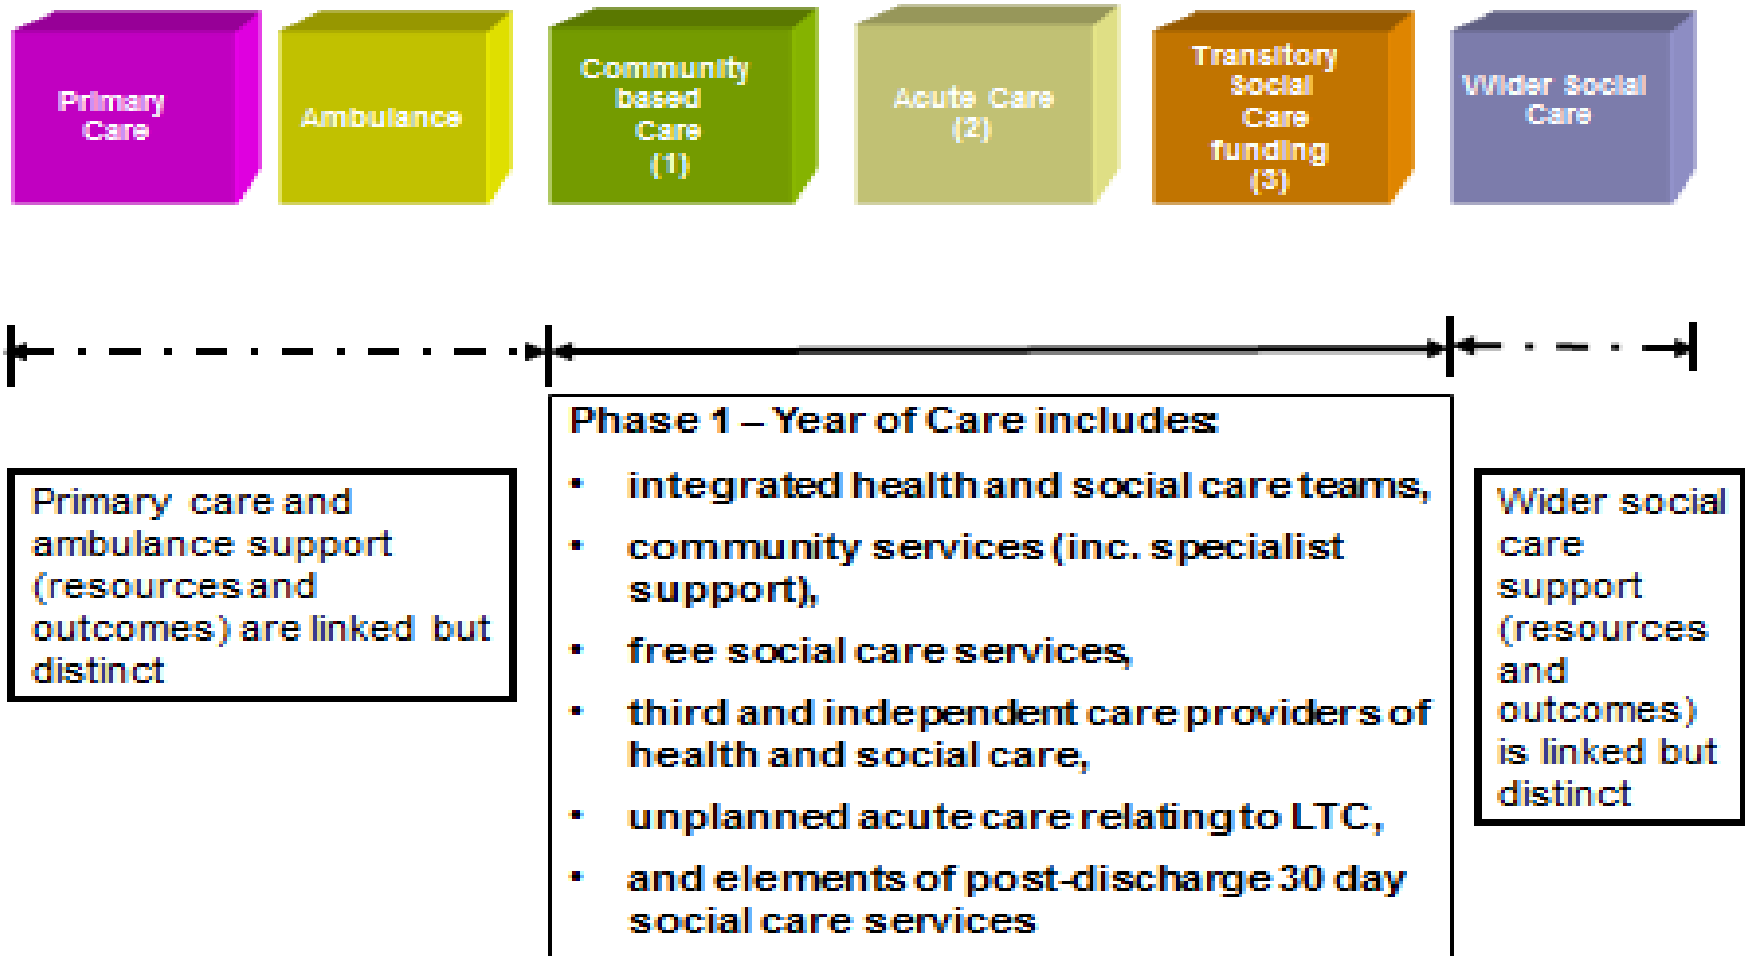 Primary
Care
Ambulance
Community
based
Care
(1)
Acute Care
(2)
Transitory
Social
Care
funding
(3)
Wider Social
Care
Primary care and
ambulance support
(resources and
outcomes) are linked but
distinct
Phase 1 – Year of Care includes:
• integrated health and social care teams,
• community services (inc. specialist
support),
• free social care services,
• third and independent care providers of
health and social care,
• unplanned acute care relating to LTC,
• and elements of post-discharge 30 day
social care services
Wider social
care
support
(resources
and
outcomes)
is linked but
distinct